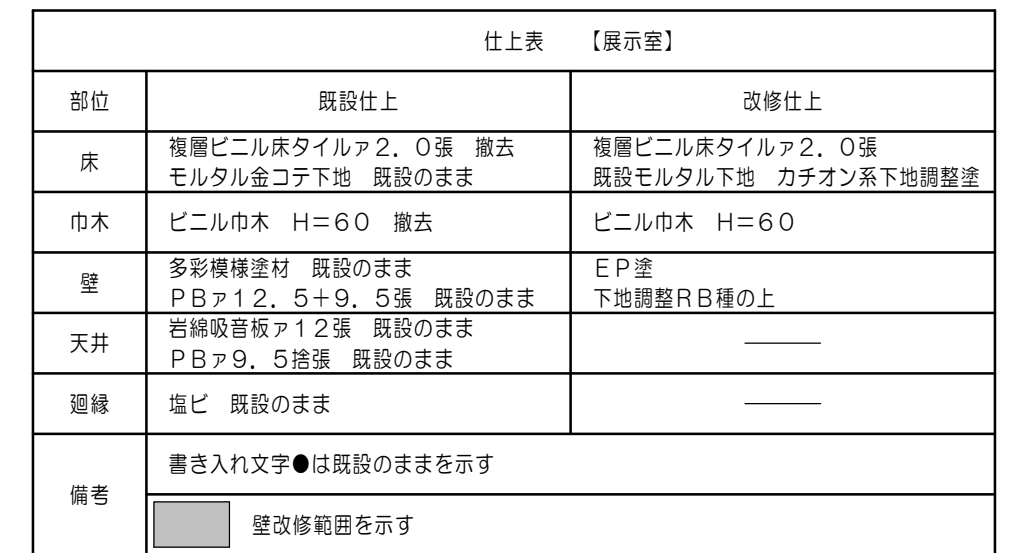 仕上表　【展示室】
部位　既設仕上　改修仕上
床　複層ビニル床タイルァ２．０張　撤去　複層ビニル床タイルァ２．０張
モルタル金コテ下地　既設のまま　既設モルタル下地　カチオン系下地調整塗
巾木　ビニル巾木　Ｈ＝６０　撤去　ビニル巾木　Ｈ＝６０
壁　多彩模様塗材　既設のまま　ＥＰ塗
ＰＢァ１２．５＋９．５張　既設のまま　下地調整ＲＢ種の上
天井　岩綿吸音板ァ１２張　既設のまま　———
ＰＢァ９．５捨張　既設のまま
廻縁　塩ビ　既設のまま　———
備考　書き入れ文字●は既設のままを示す
壁改修範囲を示す